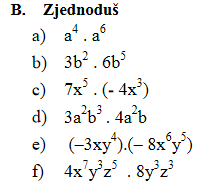 B. Zjednoduš
a) a⁴ . a⁶
b) 3b² . 6b⁵
c) 7x⁵ . (- 4x³)
d) 3a²b³ . 4a²b
e) (–3xy⁴).(– 8x⁶y⁵)
f) 4x⁷y³z⁵ . 8y³z³